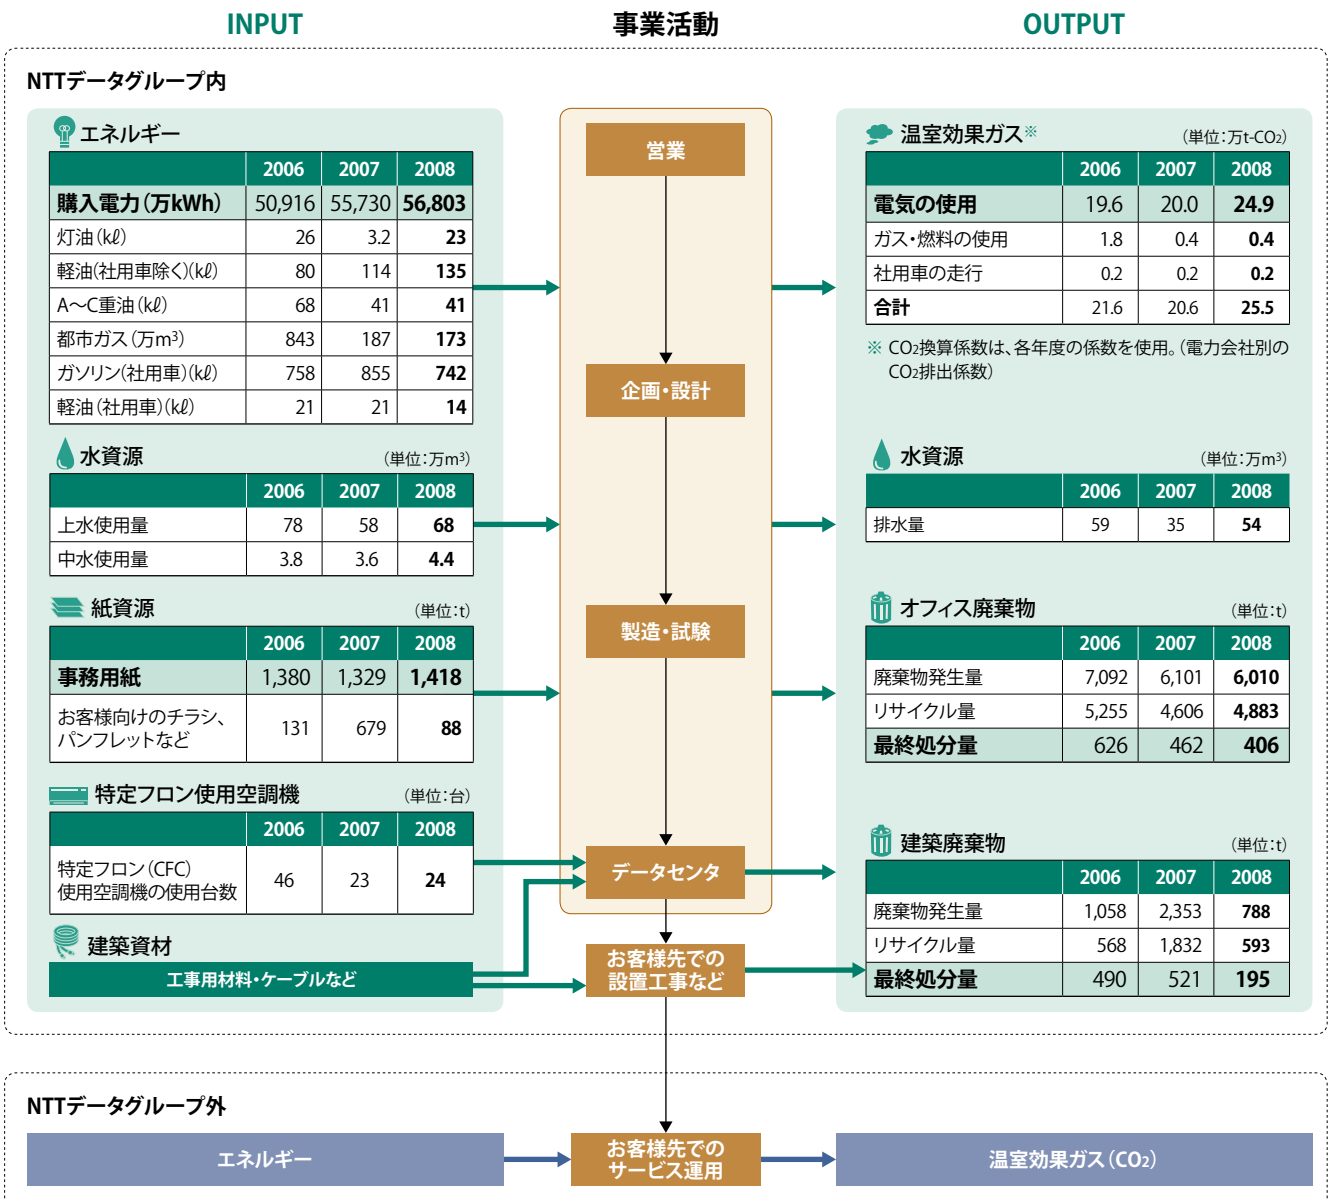 INPUT
事業活動
OUTPUT
NTTデータグループ内
エネルギー
2006 2007 2008
購入電力(万kWh) 50,916 55,730 56,803
灯油(kℓ) 26 3.2 23
軽油(社用車除く)(kℓ) 80 114 135
A〜C重油(kℓ) 68 41 41
都市ガス(万m³) 843 187 173
ガソリン(社用車)(kℓ) 758 855 742
軽油(社用車)(kℓ) 21 21 14
水資源 (単位:万m³)
2006 2007 2008
上水使用量 78 58 68
中水使用量 3.8 3.6 4.4
紙資源 (単位:t)
2006 2007 2008
事務用紙 1,380 1,329 1,418
お客様向けのチラシ、
パンフレットなど 131 679 88
特定フロン使用空調機 (単位:台)
2006 2007 2008
特定フロン(CFC)
使用空調機の使用台数 46 23 24
建築資材
工事用材料・ケーブルなど
営業
企画・設計
製造・試験
データセンタ
お客様先での
設置工事など
温室効果ガス※ (単位:万t-CO₂)
2006 2007 2008
電気の使用 19.6 20.0 24.9
ガス・燃料の使用 1.8 0.4 0.4
社用車の走行 0.2 0.2 0.2
合計 21.6 20.6 25.5
※ CO₂換算係数は、各年度の係数を使用。(電力会社別の
CO₂排出係数)
水資源 (単位:万m³)
2006 2007 2008
排水量 59 35 54
オフィス廃棄物 (単位:t)
2006 2007 2008
廃棄物発生量 7,092 6,101 6,010
リサイクル量 5,255 4,606 4,883
最終処分量 626 462 406
建築廃棄物 (単位:t)
2006 2007 2008
廃棄物発生量 1,058 2,353 788
リサイクル量 568 1,832 593
最終処分量 490 521 195
NTTデータグループ外
エネルギー
お客様先での
サービス運用
温室効果ガス(CO₂)